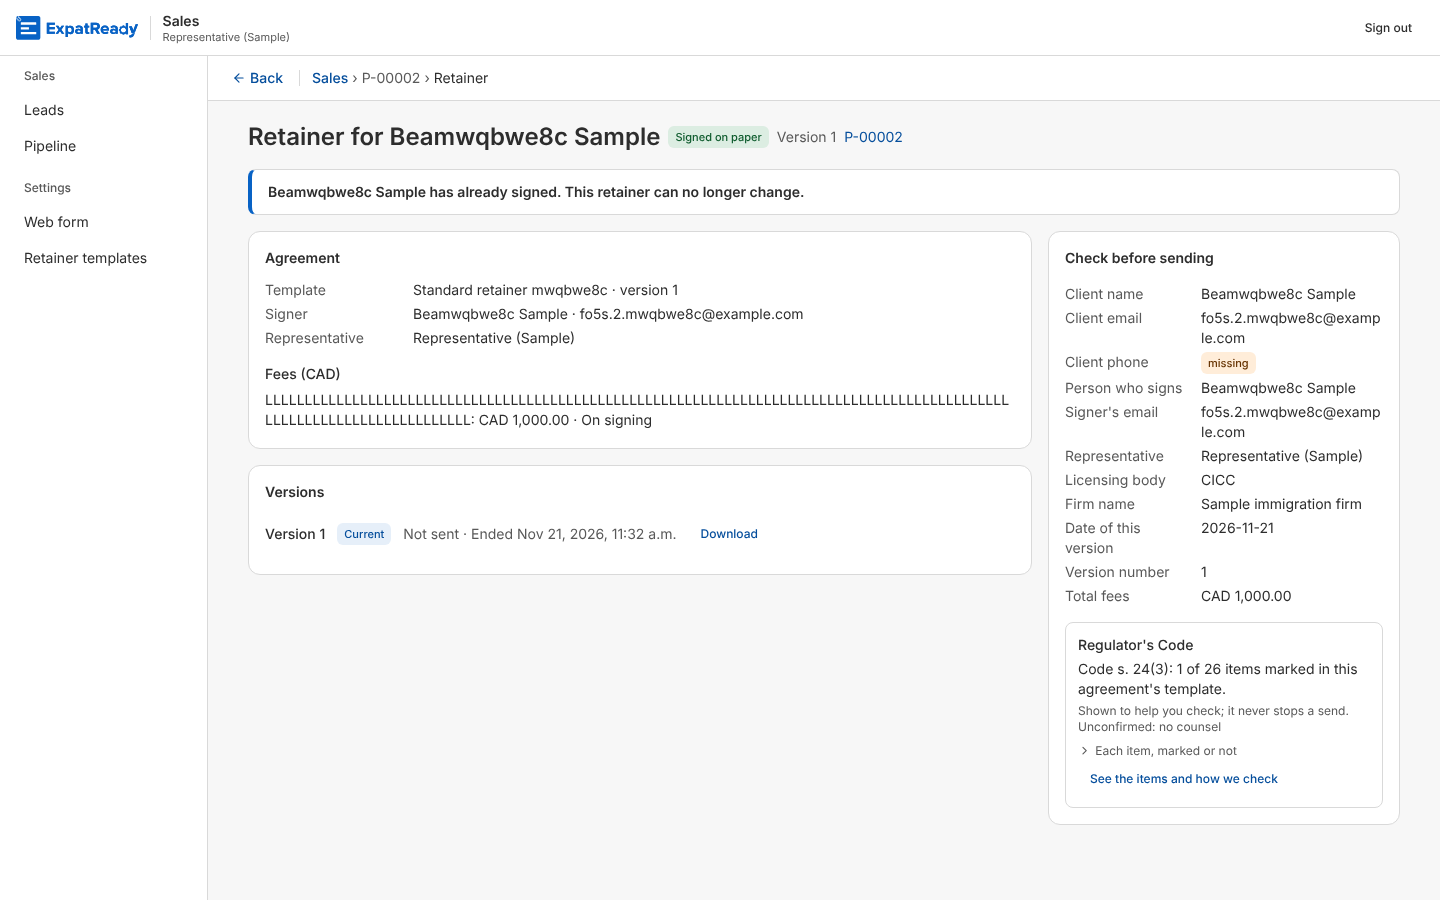 ExpatReady
Sales
Representative (Sample)
Sign out
Sales
Leads
Pipeline
Settings
Web form
Retainer templates
← Back
Sales › P-00002 › Retainer
Retainer for Beamwqbwe8c Sample Signed on paper Version 1 P-00002
Beamwqbwe8c Sample has already signed. This retainer can no longer change.
Agreement
Template Standard retainer mwqbwe8c · version 1
Signer Beamwqbwe8c Sample · fo5s.2.mwqbwe8c@example.com
Representative Representative (Sample)
Fees (CAD)
LLLLLLLLLLLLLLLLLLLLLLLLLLLLLLLLLLLLLLLLLLLLLLLLLLLLLLLLLLLLLLLLLLLLLLLLLLLLLLLLLLLLLLLLLLLLLL
LLLLLLLLLLLLLLLLLLLLLLLLLL: CAD 1,000.00 · On signing
Versions
Version 1 Current Not sent · Ended Nov 21, 2026, 11:32 a.m. Download
Check before sending
Client name Beamwqbwe8c Sample
Client email fo5s.2.mwqbwe8c@examp
le.com
Client phone missing
Person who signs Beamwqbwe8c Sample
Signer's email fo5s.2.mwqbwe8c@examp
le.com
Representative Representative (Sample)
Licensing body CICC
Firm name Sample immigration firm
Date of this 2026-11-21
version
Version number 1
Total fees CAD 1,000.00
Regulator's Code
Code s. 24(3): 1 of 26 items marked in this
agreement's template.
Shown to help you check; it never stops a send.
Unconfirmed: no counsel
Each item, marked or not
See the items and how we check